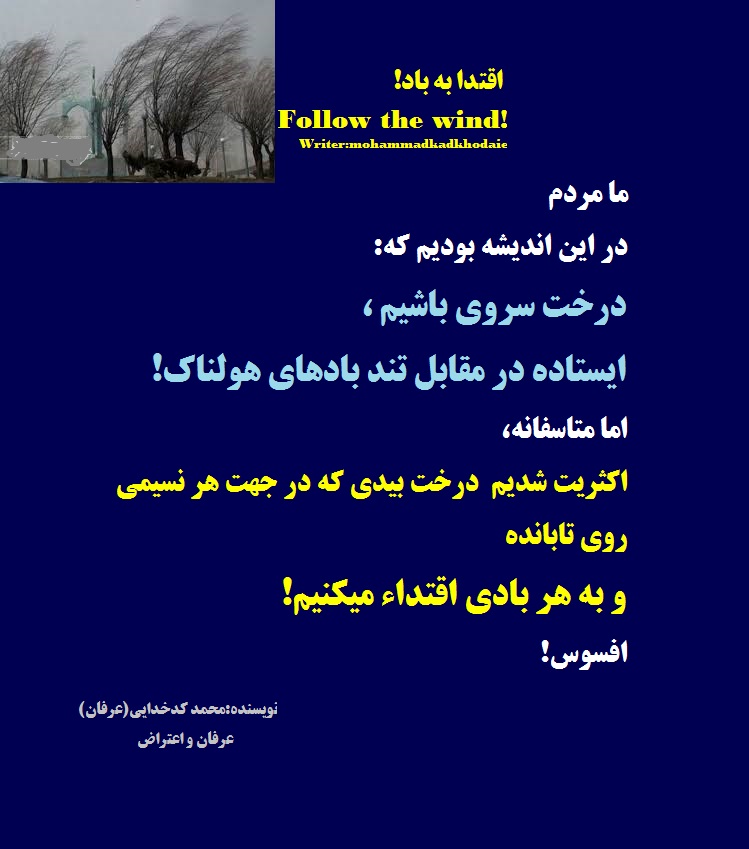 اقتدا به باد!
Follow the wind!
Writer:mohammadkadkhodaie
ما مردم
در این اندیشه بودیم که:
درخت سروی باشیم ،
ایستاده در مقابل تند بادهای هولناک!
اما متاسفانه،
اکثریت شدیم درخت بیدی که در جهت هر نسیمی
روی تابانده
و به هر بادی اقتداء میکنیم!
افسوس!
نویسنده:محمد کدخدایی(عرفان)
عرفان و اعتراض